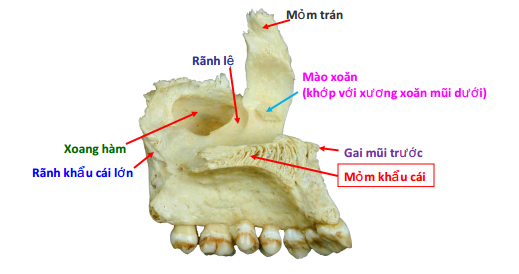 Mỏm trán
Rãnh lệ
Mào xoăn
(khớp với xương xoăn mũi dưới)
Xoang hàm
Rãnh khẩu cái lớn
Gai mũi trước
Mỏm khẩu cái